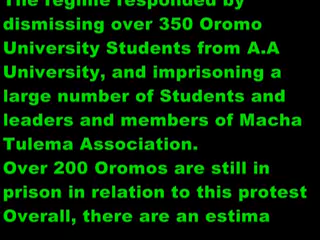 The regime responded by
dismissing over 350 Oromo
University Students from A.A
University, and imprisoning a
large number of Students and
leaders and members of Macha
Tulema Association.
Over 200 Oromos are still in
prison in relation to this protest
Overall, there are an estima